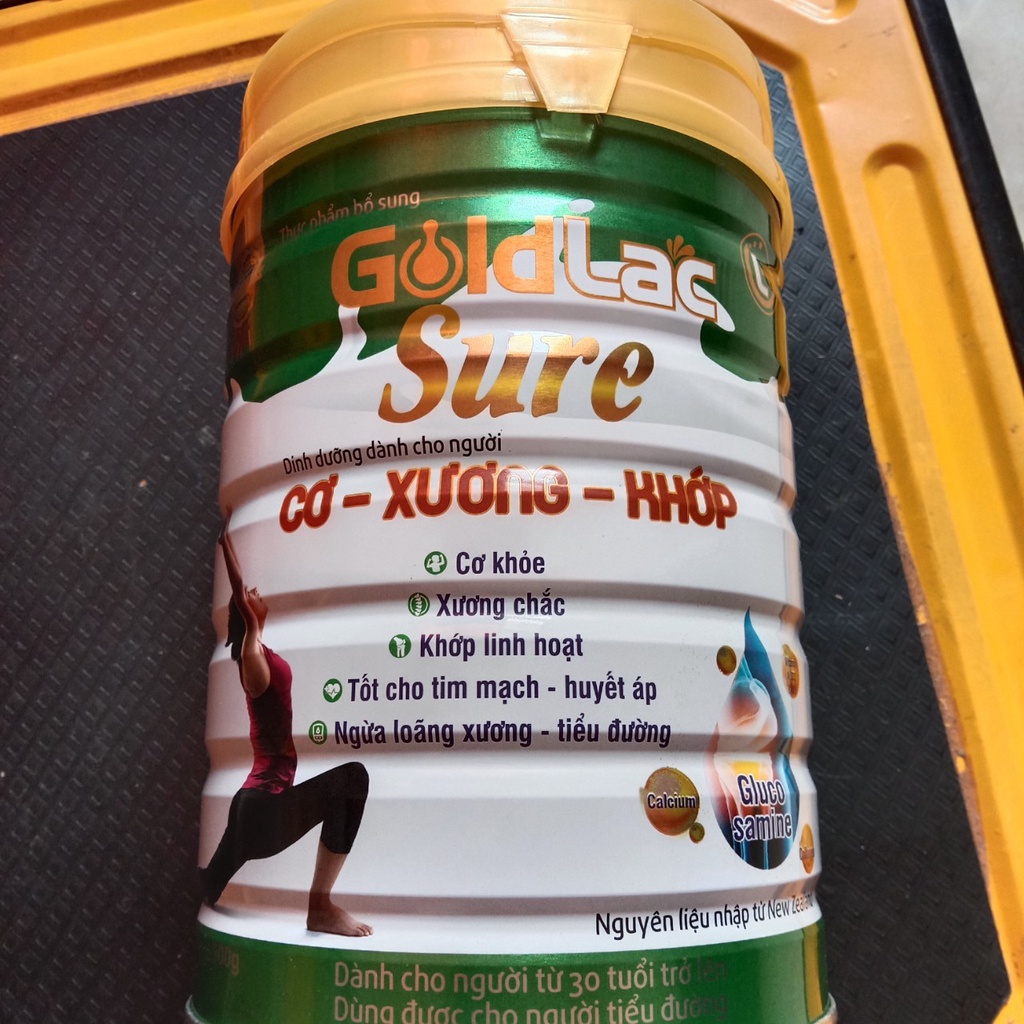 Thực phẩm bổ sung
GoldLac
Sure
Dinh dưỡng dành cho người
CƠ - XƯƠNG - KHỚP
Cơ khỏe
Xương chắc
Khớp linh hoạt
Tốt cho tim mạch - huyết áp
Ngừa loãng xương - tiểu đường
Calcium
Gluco
samine
Nguyên liệu nhập từ New Zealand
Dành cho người từ 30 tuổi trở lên
Dùng được cho người tiểu đường